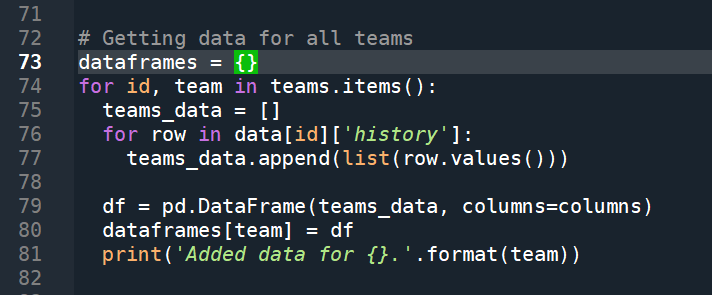 71
72 # Getting data for all teams
73 dataframes = {}
74 for id, team in teams.items():
75   teams_data = []
76   for row in data[id]['history']:
77     teams_data.append(list(row.values()))
78
79   df = pd.DataFrame(teams_data, columns=columns)
80   dataframes[team] = df
81   print('Added data for {}.'.format(team))
82